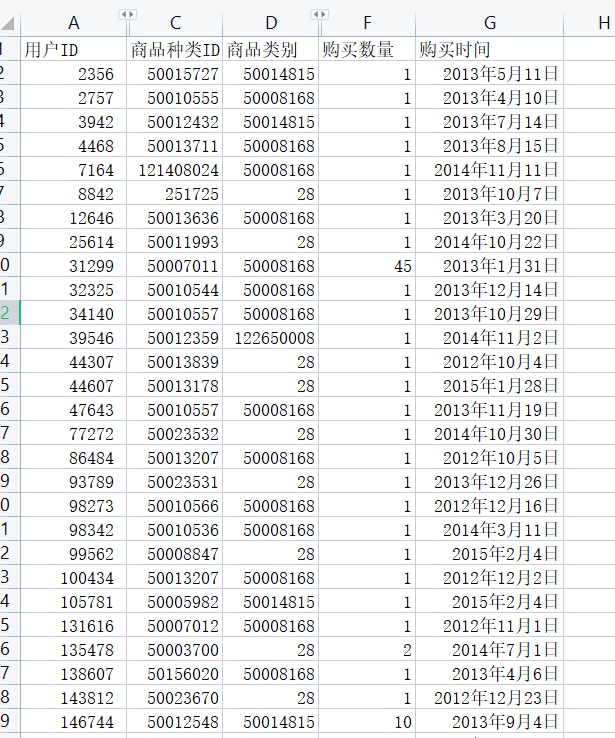 A C D F G H
1 用户ID 商品种类ID 商品类别 购买数量 购买时间
2 2356 50015727 50014815 1 2013年5月11日
3 2757 50010555 50008168 1 2013年4月10日
3942 50012432 50014815 1 2013年7月14日
5 4468 50013711 50008168 1 2013年8月15日
6 7164 121408024 50008168 1 2014年11月11日
7 8842 251725 28 1 2013年10月7日
8 12646 50013636 50008168 1 2013年3月20日
9 25614 50011993 28 1 2014年10月22日
0 31299 50007011 50008168 45 2013年1月31日
1 32325 50010544 50008168 1 2013年12月14日
2 34140 50010557 50008168 1 2013年10月29日
3 39546 50012359 122650008 1 2014年11月2日
4 44307 50013839 28 1 2012年10月4日
5 44607 50013178 28 1 2015年1月28日
6 47643 50010557 50008168 1 2013年11月19日
7 77272 50023532 28 1 2014年10月30日
8 86484 50013207 50008168 1 2012年10月5日
9 93789 50023531 28 1 2013年12月26日
0 98273 50010566 50008168 1 2012年12月16日
1 98342 50010536 50008168 1 2014年3月11日
2 99562 50008847 28 1 2015年2月4日
3 100434 50013207 50008168 1 2012年12月2日
4 105781 50005982 50014815 1 2015年2月4日
5 131616 50007012 50008168 1 2012年11月1日
6 135478 50003700 28 2 2014年7月1日
7 138607 50156020 50008168 1 2013年4月6日
8 143812 50023670 28 1 2012年12月23日
9 146744 50012548 50014815 10 2013年9月4日